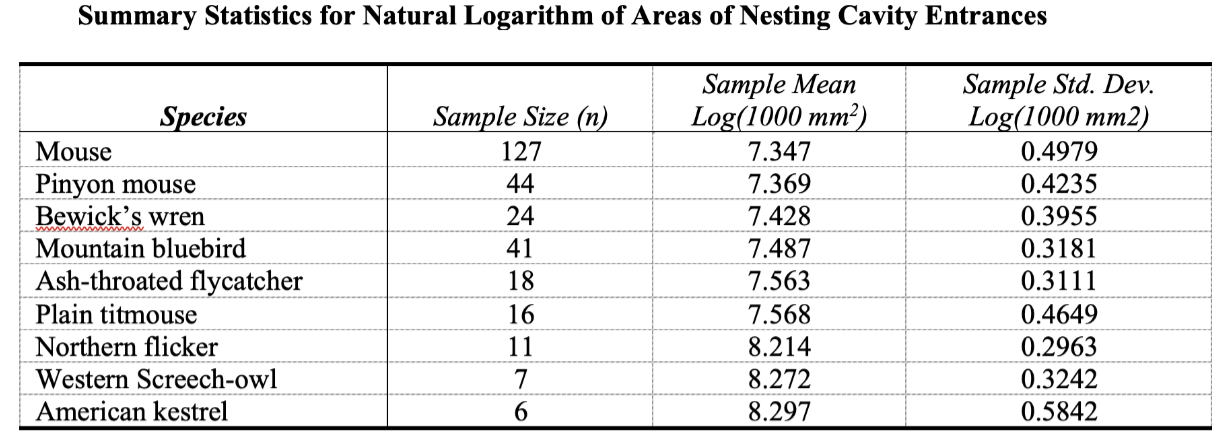 Summary Statistics for Natural Logarithm of Areas of Nesting Cavity Entrances
Sample Mean Sample Std. Dev.
Species Sample Size (n) Log(1000 mm²) Log(1000 mm2)
Mouse 127 7.347 0.4979
Pinyon mouse 44 7.369 0.4235
Bewick’s wren 24 7.428 0.3955
Mountain bluebird 41 7.487 0.3181
Ash-throated flycatcher 18 7.563 0.3111
Plain titmouse 16 7.568 0.4649
Northern flicker 11 8.214 0.2963
Western Screech-owl 7 8.272 0.3242
American kestrel 6 8.297 0.5842